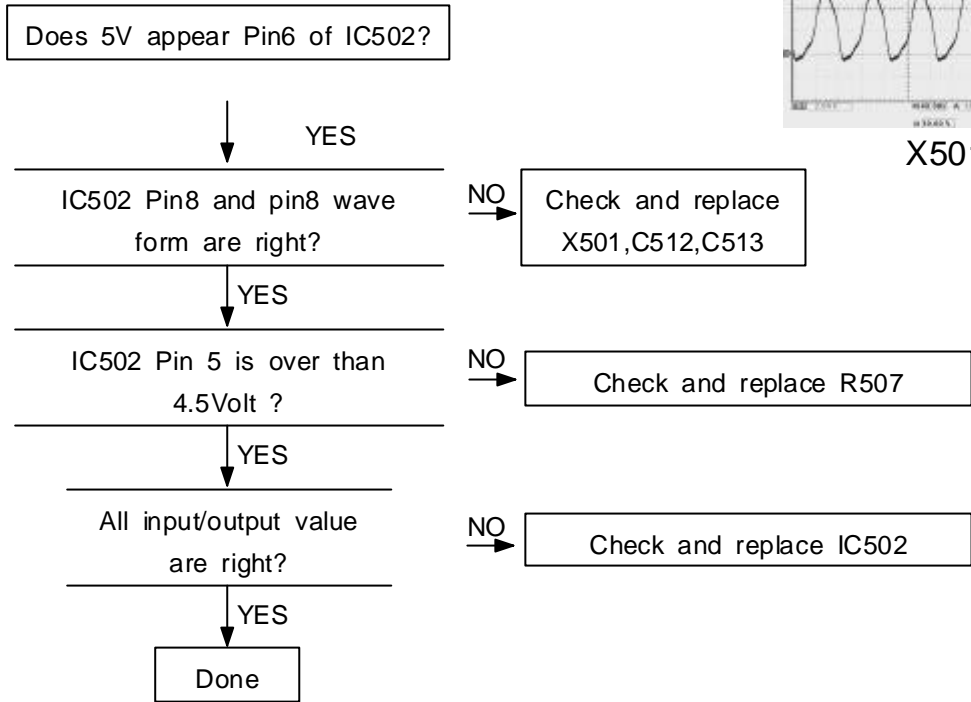 Does 5V appear Pin6 of IC502?
YES
IC502 Pin8 and pin8 wave
form are right?
NO
Check and replace
X501,C512,C513
YES
IC502 Pin 5 is over than
4.5Volt ?
NO
Check and replace R507
YES
All input/output value
are right?
NO
Check and replace IC502
YES
Done